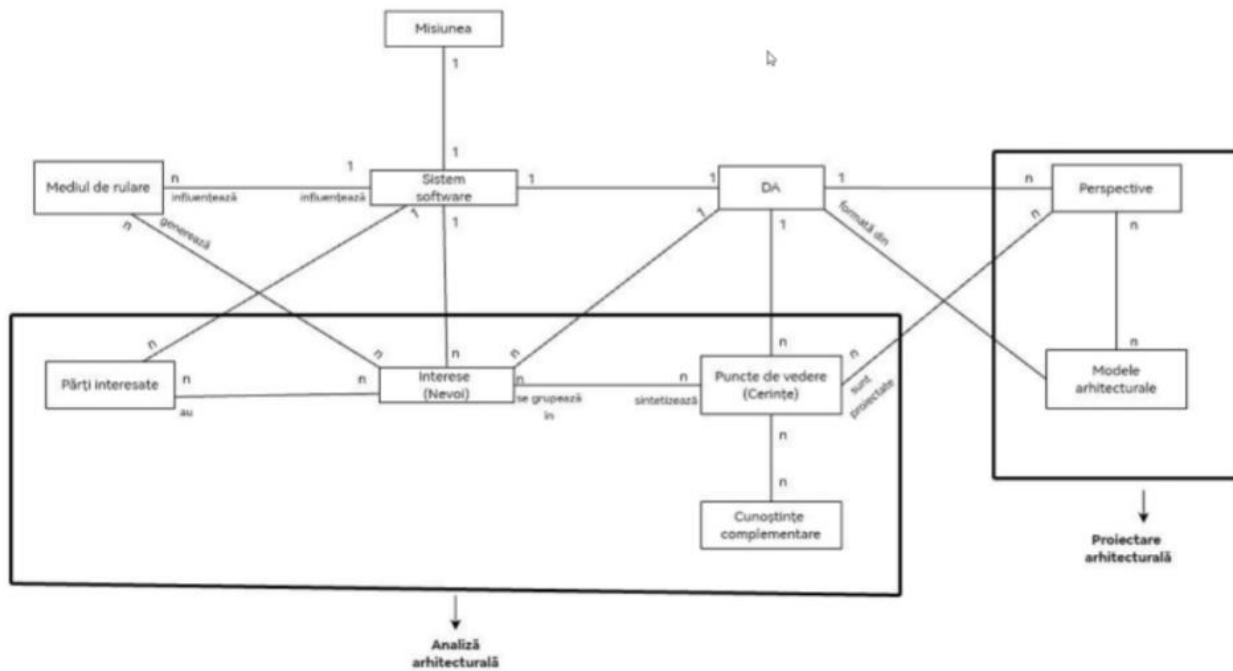 Misiunea
1
1
Mediul de rulare
n
influențează
1
influențează
Sistem
software
1
1
DA
1
n
Perspective
n
generează
1
1
1
1
formată din
n
n
n
n
n
n
n
n
n
Părți interesate
n
au
n
Interese
(Nevoi)
n
se grupează
în
n
sintetizează
Puncte de vedere
(Cerințe)
sunt
proiectate
Modele
arhitecturale
n
n
Cunoștințe
complementare
Proiectare
arhitecturală
Analiză
arhitecturală